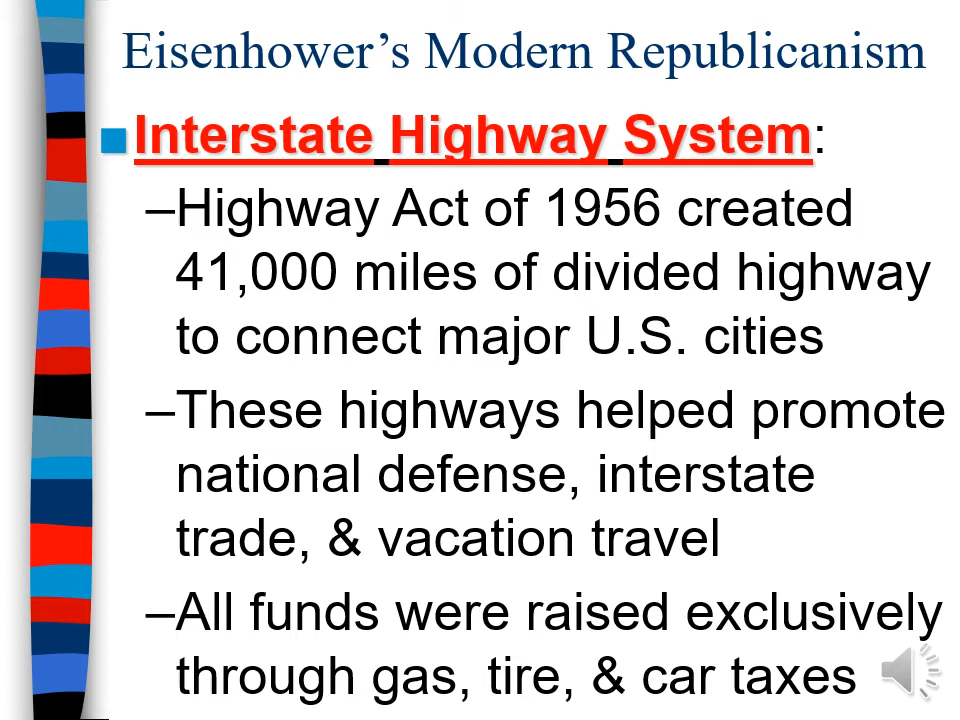 Eisenhower’s Modern Republicanism
■Interstate Highway System:
–Highway Act of 1956 created
41,000 miles of divided highway
to connect major U.S. cities
–These highways helped promote
national defense, interstate
trade, & vacation travel
–All funds were raised exclusively
through gas, tire, & car taxes